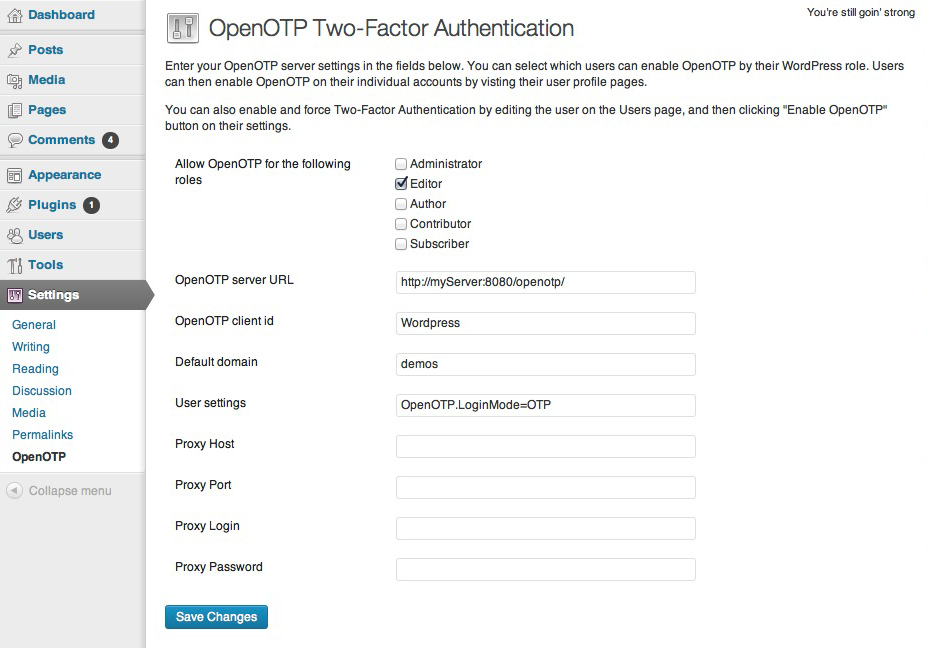 Dashboard
Posts
Media
Pages
Comments 4
Appearance
Plugins 1
Users
Tools
Settings
General
Writing
Reading
Discussion
Media
Permalinks
OpenOTP
Collapse menu
You're still goin' strong
OpenOTP Two-Factor Authentication
Enter your OpenOTP server settings in the fields below. You can select which users can enable OpenOTP by their WordPress role. Users
can then enable OpenOTP on their individual accounts by visting their user profile pages.
You can also enable and force Two-Factor Authentication by editing the user on the Users page, and then clicking "Enable OpenOTP"
button on their settings.
Allow OpenOTP for the following
roles
Administrator
Editor
Author
Contributor
Subscriber
OpenOTP server URL http://myServer:8080/openotp/
OpenOTP client id Wordpress
Default domain demos
User settings OpenOTP.LoginMode=OTP
Proxy Host
Proxy Port
Proxy Login
Proxy Password
Save Changes